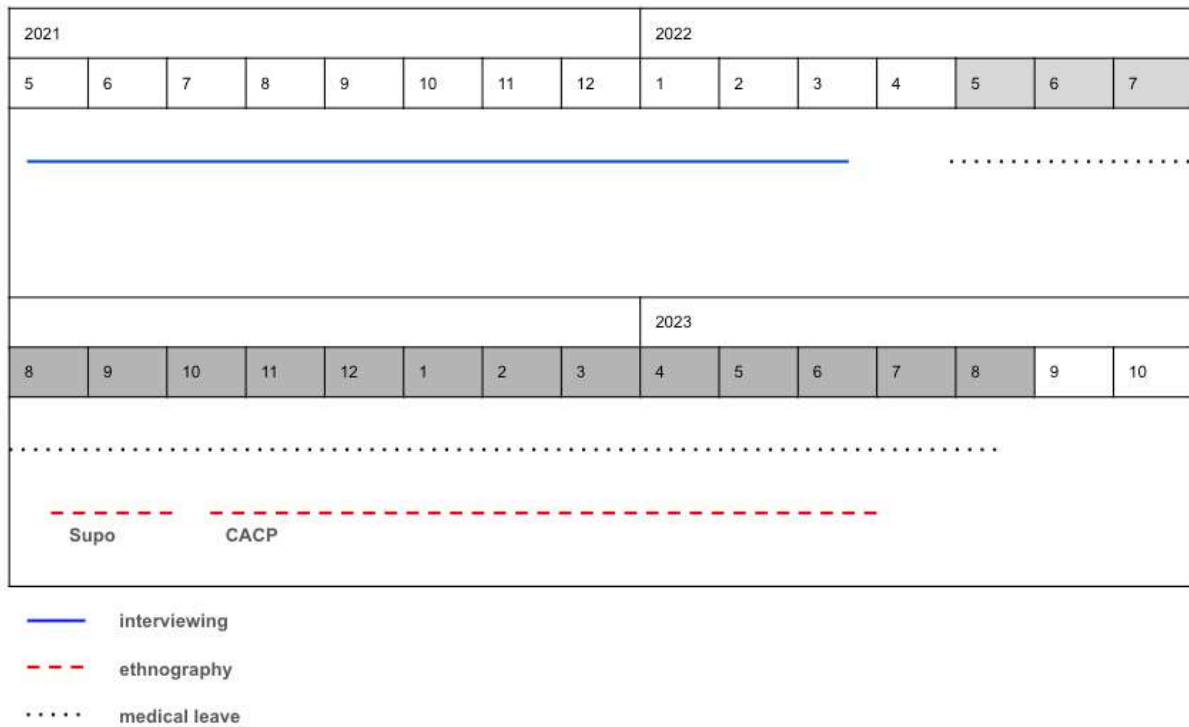 2021 2022
5 6 7 8 9 10 11 12 1 2 3 4 5 6 7
2023
8 9 10 11 12 1 2 3 4 5 6 7 8 9 10
Supo CACP
interviewing
ethnography
medical leave